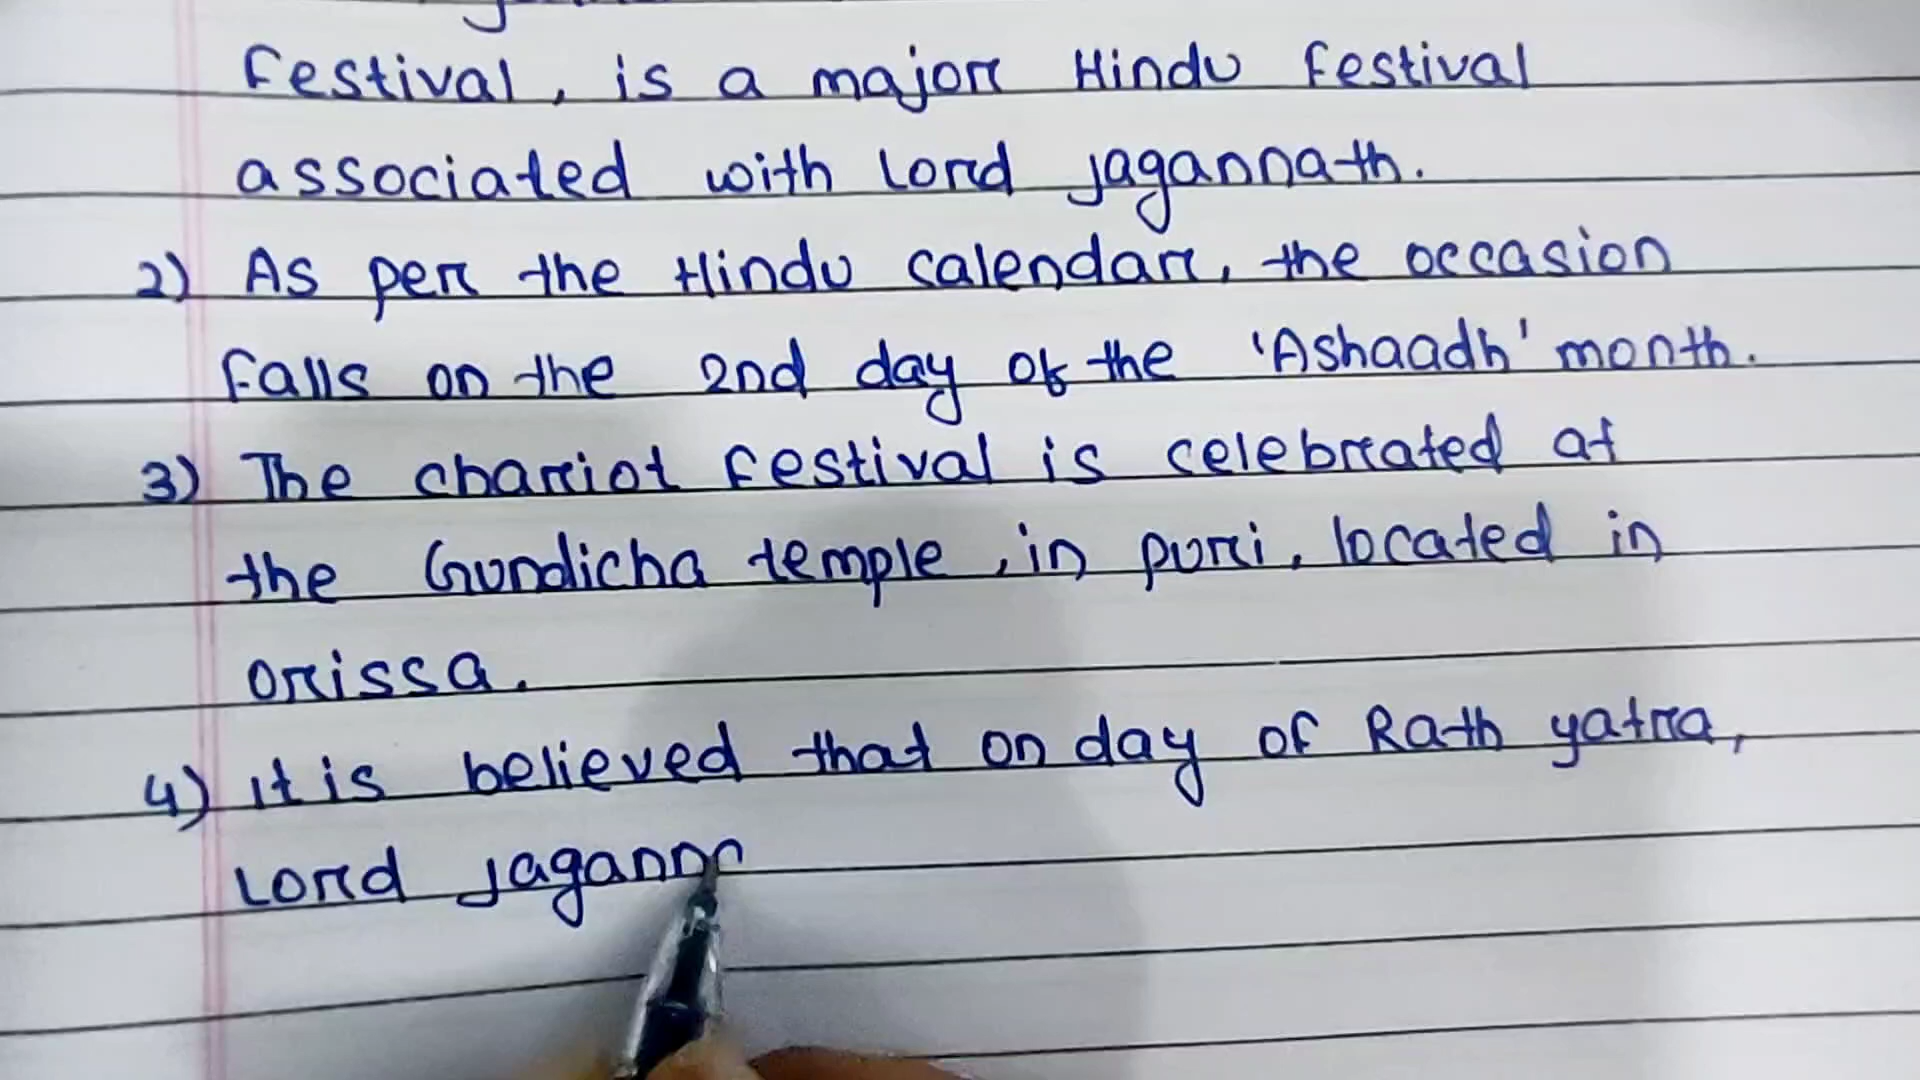 festival, is a major Hindu festival
associated with Lord jagannath.
2) As per the Hindu calendar, the occasion
falls on the 2nd day of the 'Ashaadh' month.
3) The chariot festival is celebrated at
the Gundicha temple, in puri, located in
orissa.
4) It is believed that on day of Rath yatra,
Lord jaganna